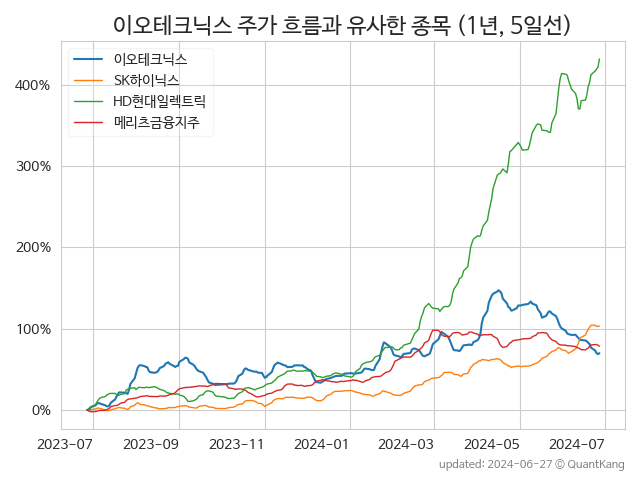 이오테크닉스 주가 흐름과 유사한 종목 (1년, 5일선)
이오테크닉스
SK하이닉스
HD현대일렉트릭
메리츠금융지주
400%
300%
200%
100%
0%
2023-07 2023-09 2023-11 2024-01 2024-03 2024-05 2024-07
updated: 2024-06-27 © QuantKang